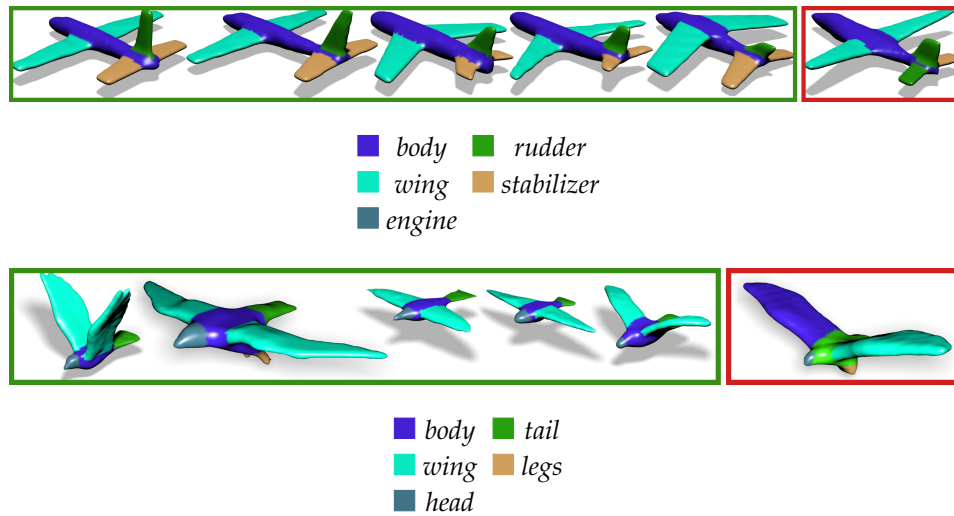 body rudder
wing stabilizer
engine
body tail
wing legs
head